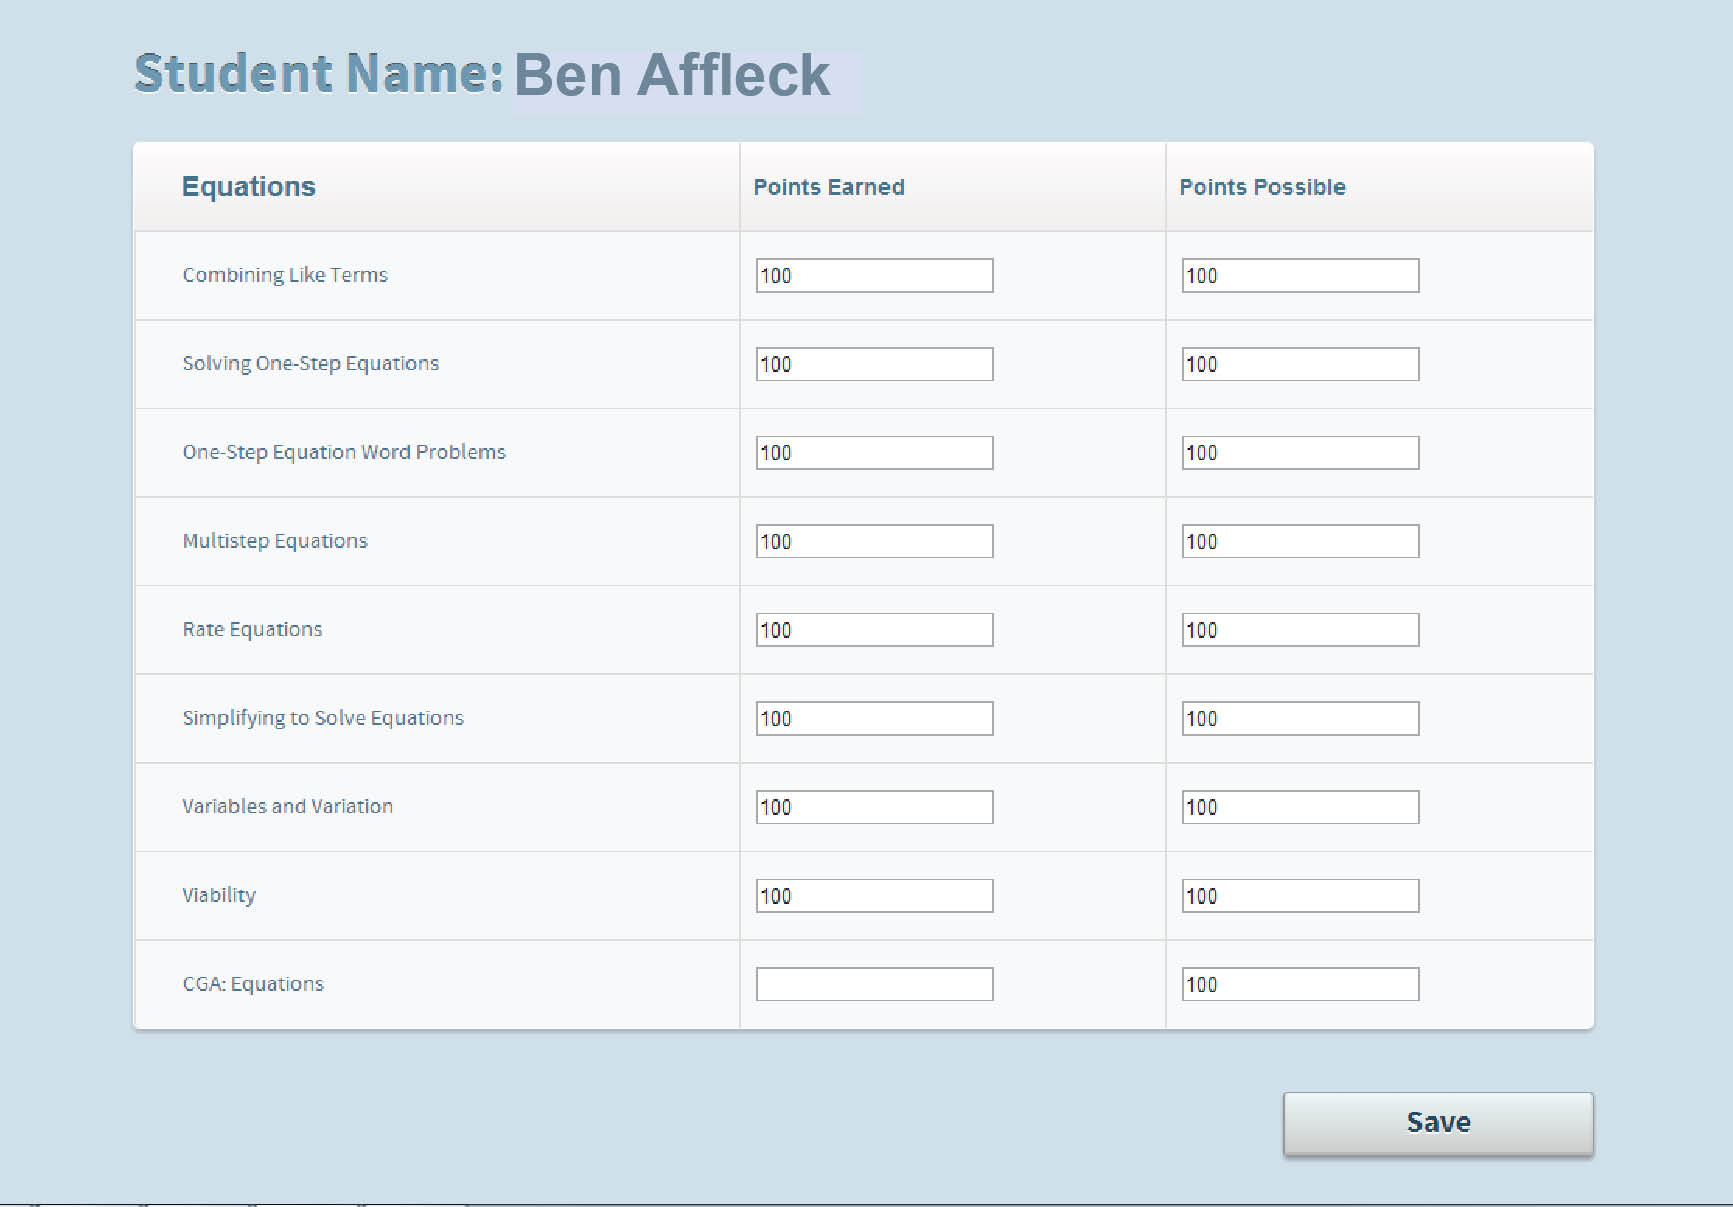 Student Name: Ben Affleck
Equations Points Earned Points Possible
Combining Like Terms 100 100
Solving One-Step Equations 100 100
One-Step Equation Word Problems 100 100
Multistep Equations 100 100
Rate Equations 100 100
Simplifying to Solve Equations 100 100
Variables and Variation 100 100
Viability 100 100
CGA: Equations 100
Save